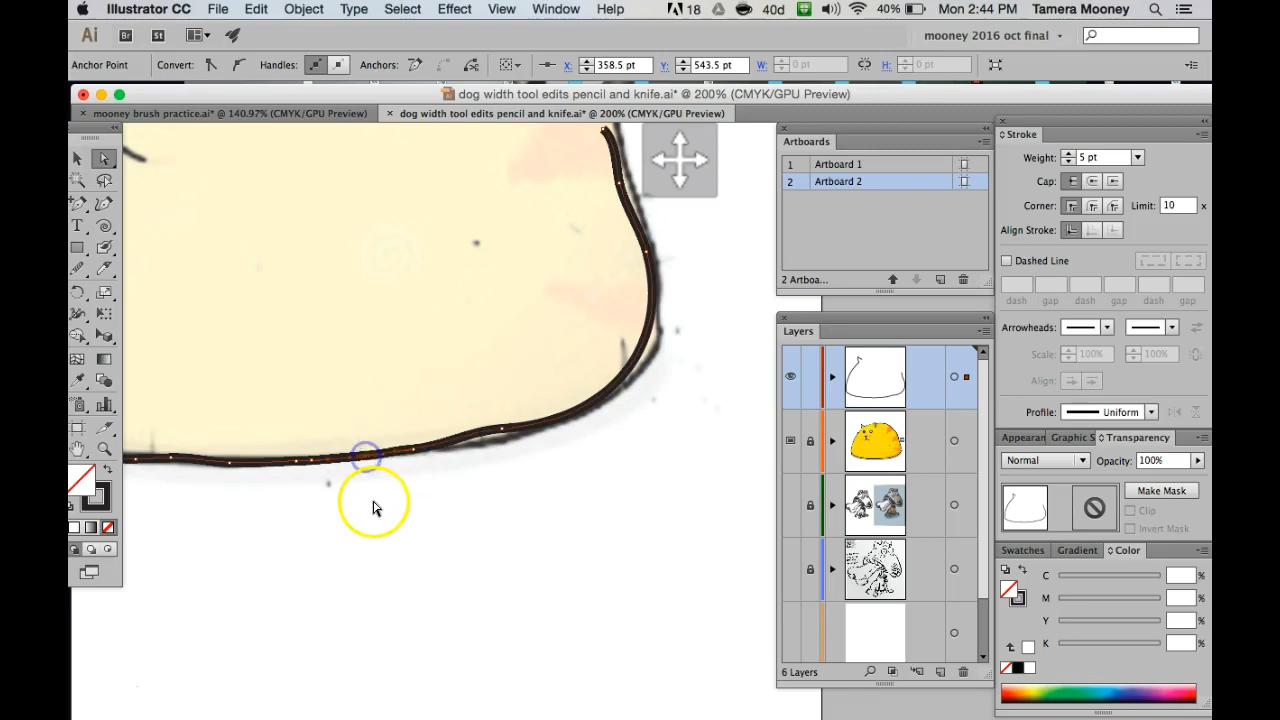 Illustrator CC File Edit Object Type Select Effect View Window Help 18 40d 40% Mon 2:44 PM Tamera Mooney
Ai Br St mooney 2016 oct final
Anchor Point Convert: Handles: Anchors: X: 358.5 pt Y: 543.5 pt W: 0 pt H: 0 pt
dog width tool edits pencil and knife.ai* @ 200% (CMYK/GPU Preview)
mooney brush practice.ai* @ 140.97% (CMYK/GPU Preview) dog width tool edits pencil and knife.ai* @ 200% (CMYK/GPU Preview)
Artboards
1 Artboard 1
2 Artboard 2
2 Artboa...
Layers
6 Layers
Stroke
Weight: 5 pt
Cap:
Corner: Limit: 10 x
Align Stroke:
Dashed Line
dash gap dash gap dash gap
Arrowheads:
Scale: 100% 100%
Align:
Profile: Uniform
Appearan Graphic S Transparency
Normal Opacity: 100%
Make Mask
Clip
Invert Mask
Swatches Gradient Color
C %
M %
Y %
K %